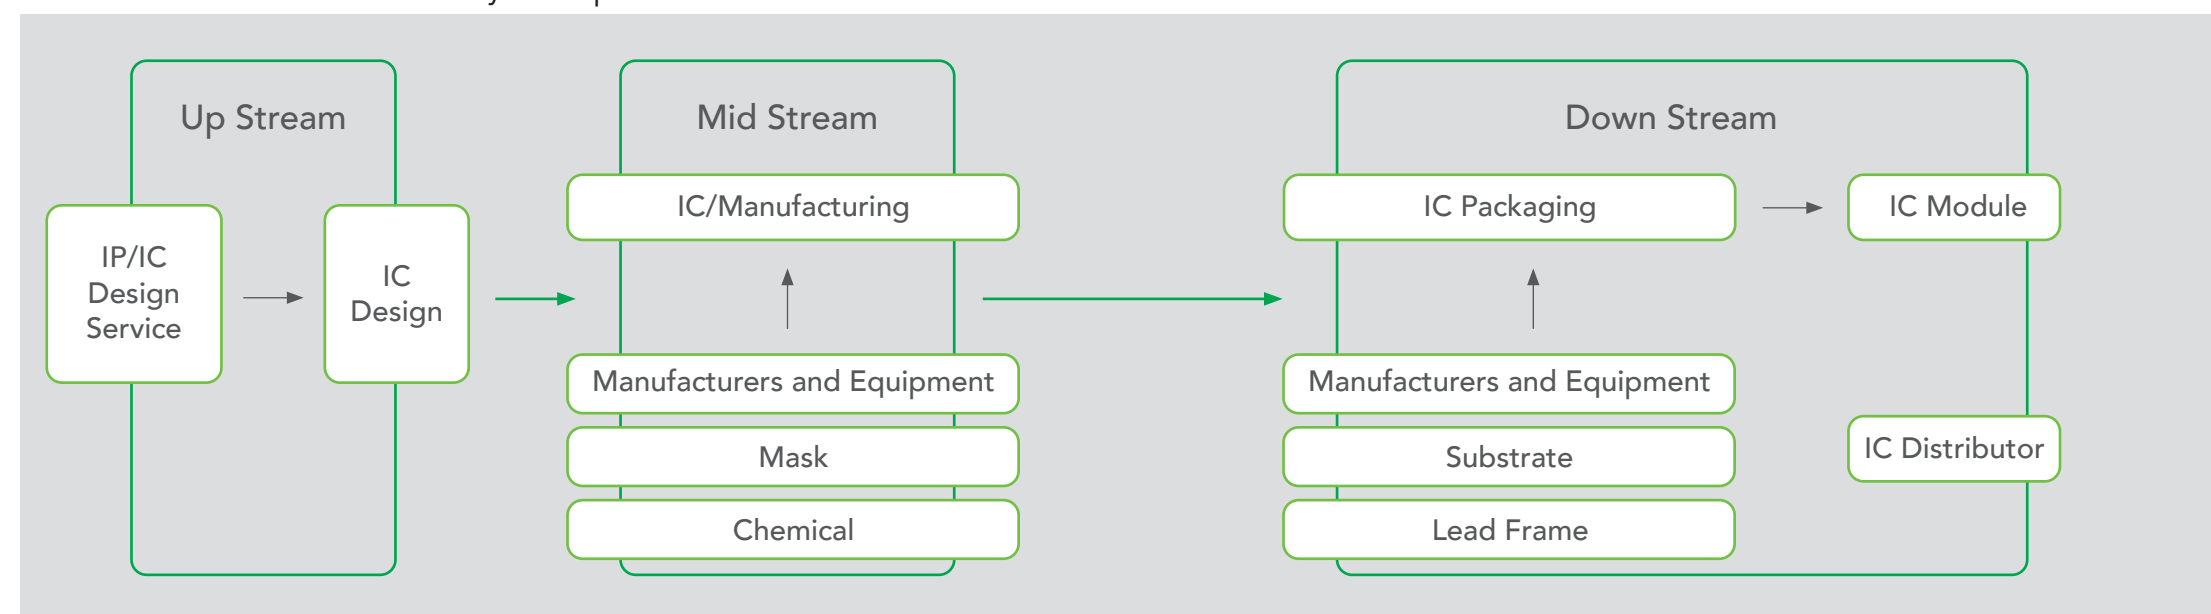 Up Stream
IP/IC
Design
Service
IC
Design
Mid Stream
IC/Manufacturing
Manufacturers and Equipment
Mask
Chemical
Down Stream
IC Packaging
IC Module
Manufacturers and Equipment
Substrate
Lead Frame
IC Distributor